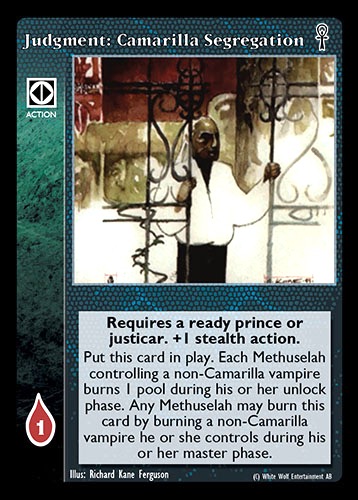 Judgment: Camarilla Segregation
ACTION
Requires a ready prince or
justicar. +1 stealth action.
Put this card in play. Each Methuselah
controlling a non-Camarilla vampire
burns 1 pool during his or her unlock
phase. Any Methuselah may burn this
card by burning a non-Camarilla
vampire he or she controls during his
or her master phase.
1
Illus: Richard Kane Ferguson
(C) White Wolf Entertainment AB